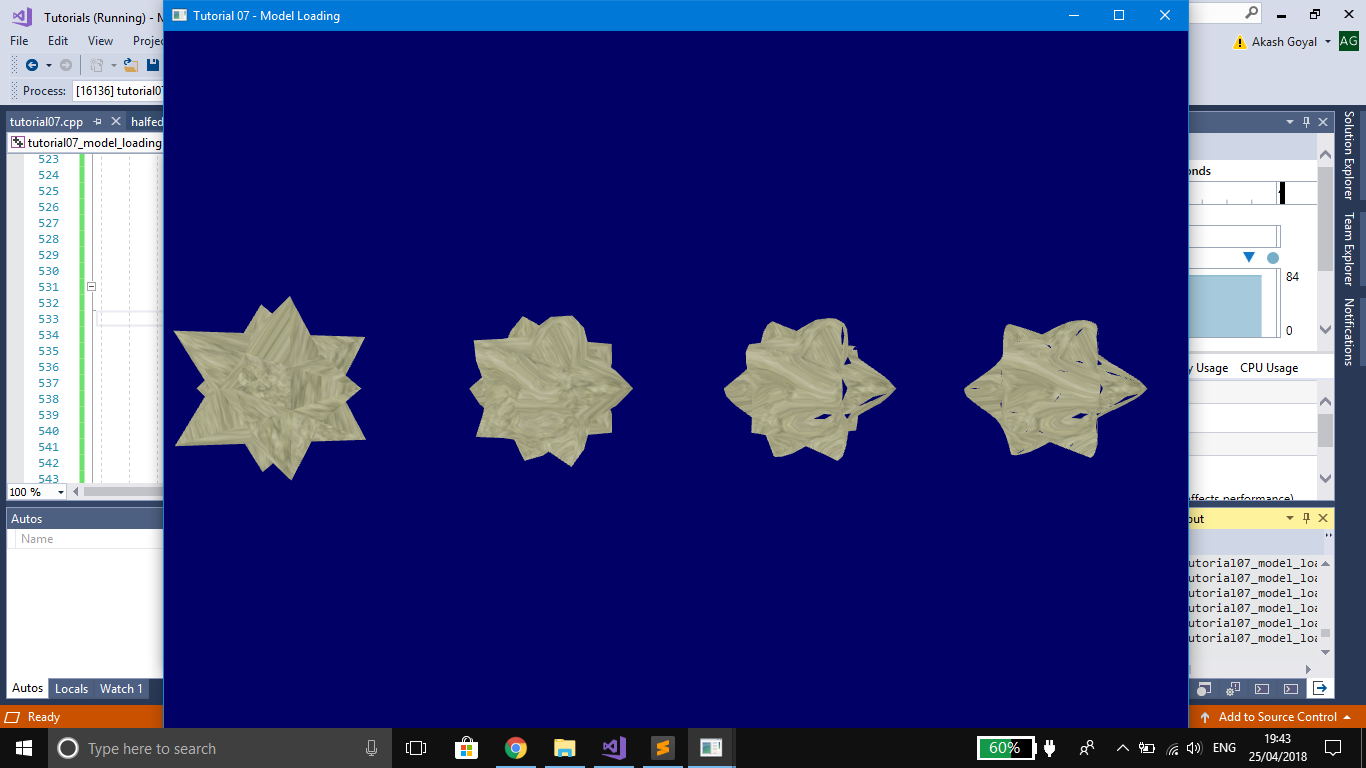 Tutorials (Running) - M
Tutorial 07 - Model Loading
File Edit View Projec
Akash Goyal AG
Process: [16136] tutorial07
tutorial07.cpp halfed
tutorial07_model_loading
523
524
525
526
527
528
529
530
531
532
533
534
535
536
537
538
539
540
541
542
543
100 %
Autos
Name
Autos Locals Watch 1
Ready
onds
84
0
y Usage CPU Usage
ffects performance)
put
utorial07_model_loa
utorial07_model_loa
utorial07_model_loa
utorial07_model_loa
utorial07_model_loa
utorial07_model_loa
Solution Explorer
Team Explorer
Notifications
Add to Source Control
Type here to search
60%
ENG
19:43
25/04/2018